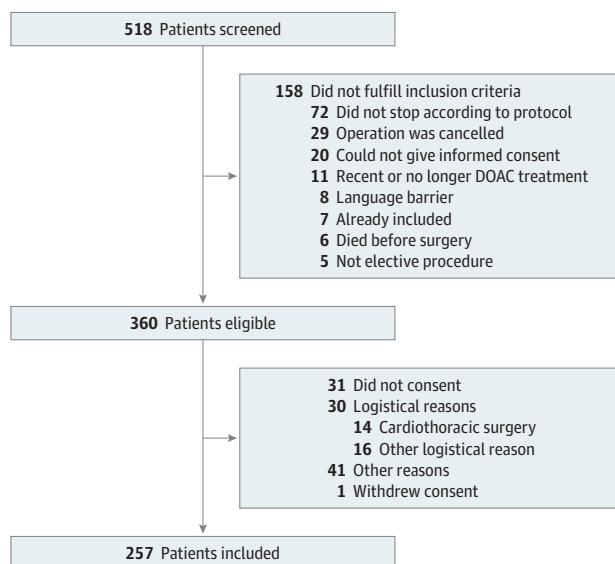 518 Patients screened
158 Did not fulfill inclusion criteria
72 Did not stop according to protocol
29 Operation was cancelled
20 Could not give informed consent
11 Recent or no longer DOAC treatment
8 Language barrier
7 Already included
6 Died before surgery
5 Not elective procedure
360 Patients eligible
31 Did not consent
30 Logistical reasons
14 Cardiothoracic surgery
16 Other logistical reason
41 Other reasons
1 Withdrew consent
257 Patients included